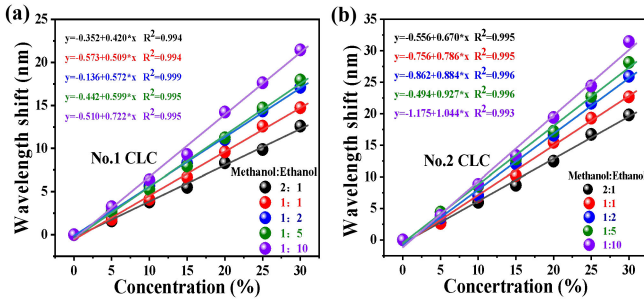 (a)
y=-0.352+0.420*x R²=0.994
y=-0.573+0.509*x R²=0.994
y=-0.136+0.572*x R²=0.999
y=-0.442+0.599*x R²=0.995
y=-0.510+0.722*x R²=0.995
No.1 CLC
Methanol:Ethanol
2: 1
1: 1
1: 2
1: 5
1: 10
Wavelength shift (nm)
25
20
15
10
5
0
0 5 10 15 20 25 30
Concentration (%)
(b)
y=-0.556+0.670*x R²=0.995
y=-0.756+0.786*x R²=0.995
y=-0.862+0.884*x R²=0.996
y=-0.494+0.927*x R²=0.996
y=-1.175+1.044*x R²=0.993
No.2 CLC
Methanol:Ethanol
2:1
1:1
1:2
1:5
1:10
Wavelength shift (nm)
35
30
25
20
15
10
5
0
0 5 10 15 20 25 30
Concertration (%)